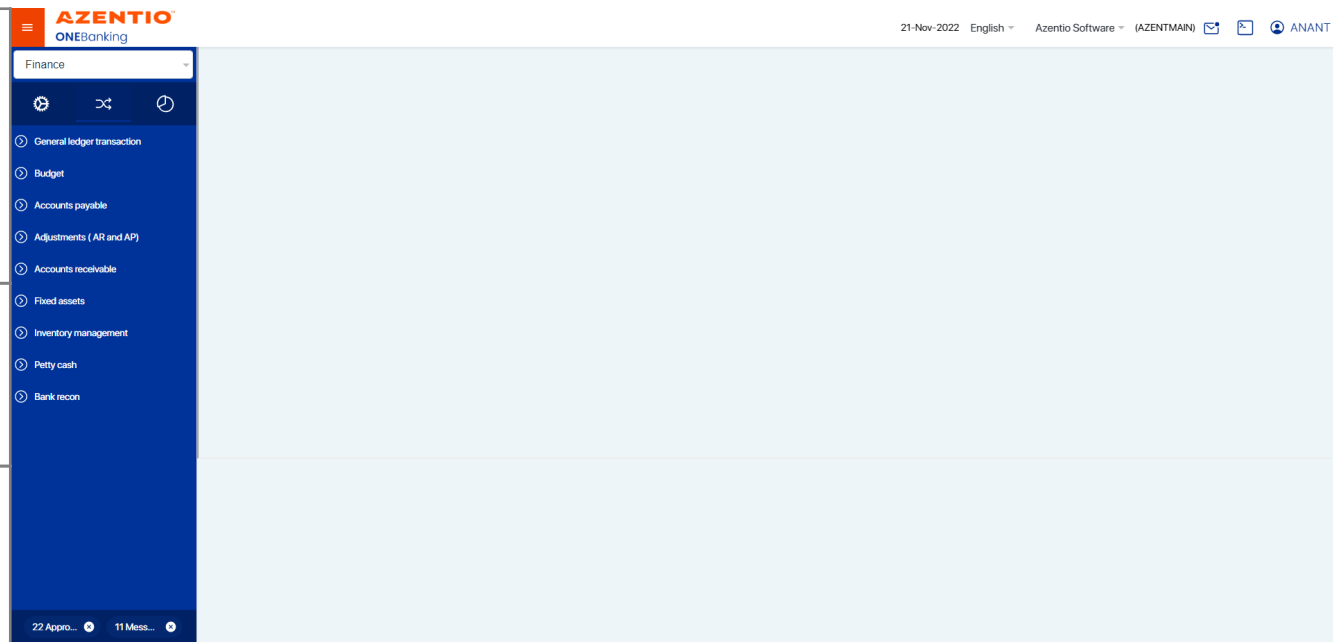 AZENTIO
ONEBanking
21-Nov-2022 English Azentio Software (AZENTMAIN) ANANT
Finance
General ledger transaction
Budget
Accounts payable
Adjustments ( AR and AP)
Accounts receivable
Fixed assets
Inventory management
Petty cash
Bank recon
22 Appro... 11 Mess...